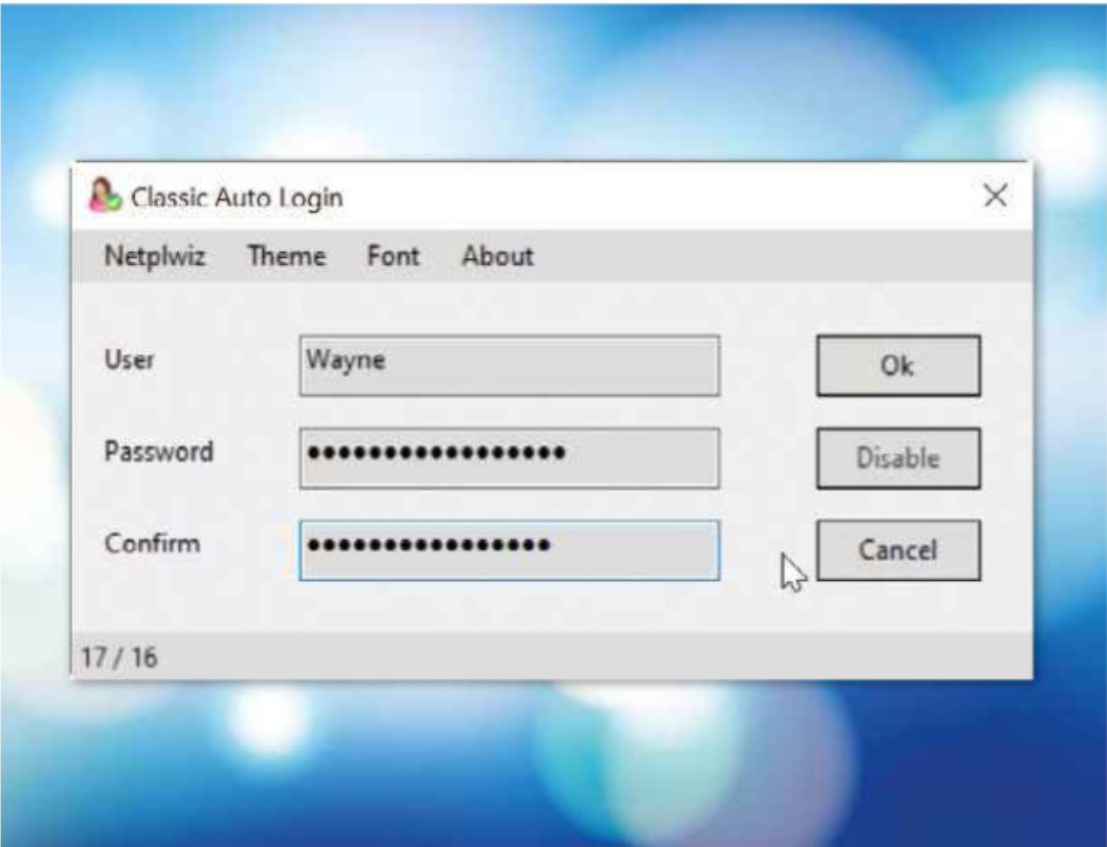 Classic Auto Login
Netplwiz Theme Font About
User Wayne Ok
Password ••••••••••••••••• Disable
Confirm •••••••••••••••• Cancel
17 / 16